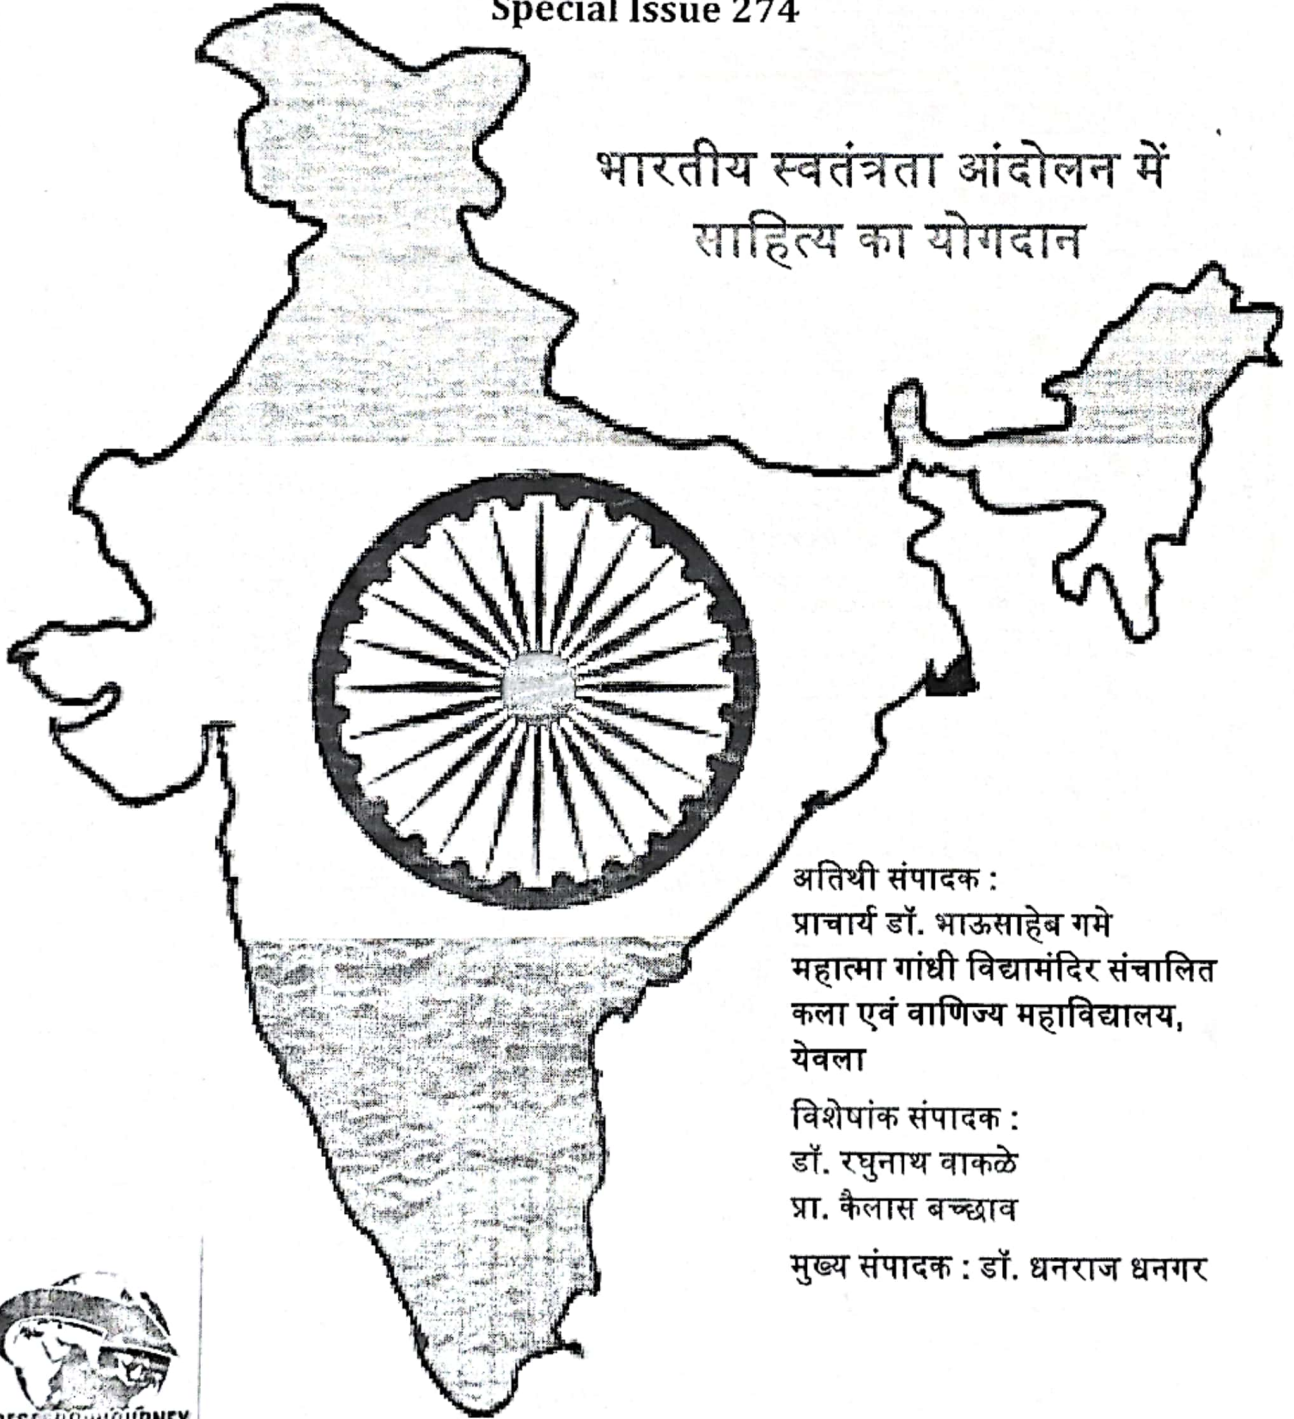 Special Issue 274
भारतीय स्वतंत्रता आंदोलन में
साहित्य का योगदान
अतिथी संपादक :
प्राचार्य डॉ. भाऊसाहेब गमे
महात्मा गांधी विद्यामंदिर संचालित
कला एवं वाणिज्य महाविद्यालय,
येवला
विशेषांक संपादक :
डॉ. रघुनाथ वाकळे
प्रा. कैलास बच्छाव
मुख्य संपादक : डॉ. धनराज धनगर